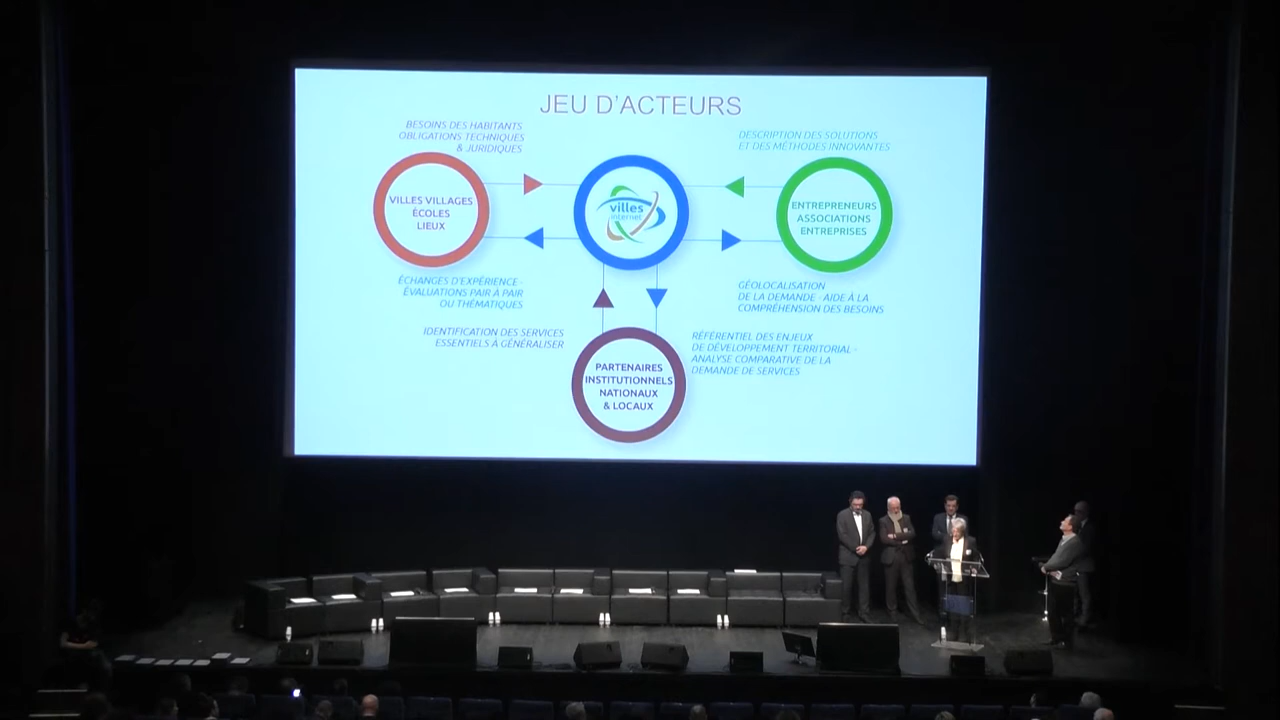 JEU D'ACTEURS
BESOINS DES HABITANTS
OBLIGATIONS TECHNIQUES
& JURIDIQUES
DESCRIPTION DES SOLUTIONS
ET DES MÉTHODES INNOVANTES
VILLES VILLAGES
ÉCOLES
LIEUX
villes
internet
ENTREPRENEURS
ASSOCIATIONS
ENTREPRISES
ÉCHANGES D'EXPÉRIENCE -
ÉVALUATIONS PAIR À PAIR
OU THÉMATIQUES
GÉOLOCALISATION
DE LA DEMANDE - AIDE À LA
COMPRÉHENSION DES BESOINS
IDENTIFICATION DES SERVICES
ESSENTIELS À GÉNÉRALISER
RÉFÉRENTIEL DES ENJEUX
DE DÉVELOPPEMENT TERRITORIAL -
ANALYSE COMPARATIVE DE LA
DEMANDE DE SERVICES
PARTENAIRES
INSTITUTIONNELS
NATIONAUX
& LOCAUX